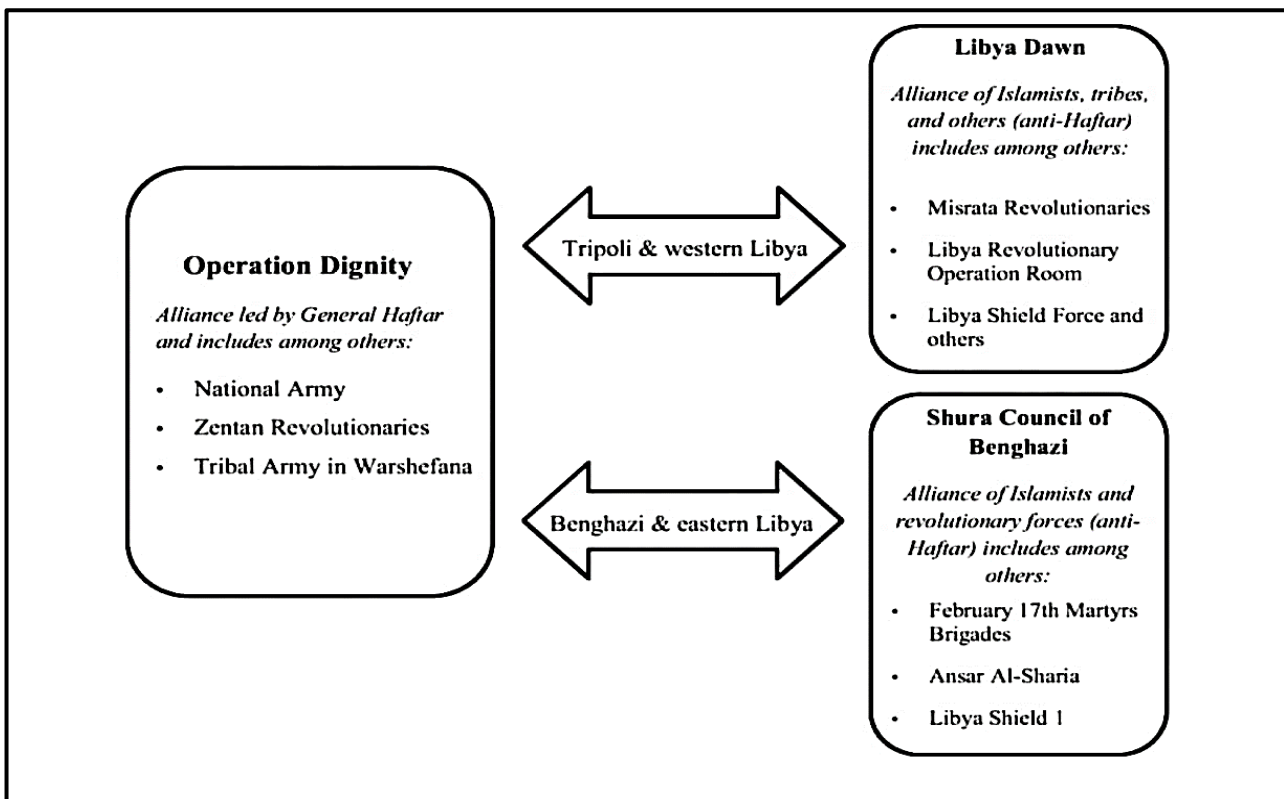 Operation Dignity
Alliance led by General Haftar
and includes among others:
• National Army
• Zentan Revolutionaries
• Tribal Army in Warshefana
Tripoli & western Libya
Benghazi & eastern Libya
Libya Dawn
Alliance of Islamists, tribes,
and others (anti-Haftar)
includes among others:
• Misrata Revolutionaries
• Libya Revolutionary
Operation Room
• Libya Shield Force and
others
Shura Council of
Benghazi
Alliance of Islamists and
revolutionary forces (anti-
Haftar) includes among
others:
• February 17th Martyrs
Brigades
• Ansar Al-Sharia
• Libya Shield 1